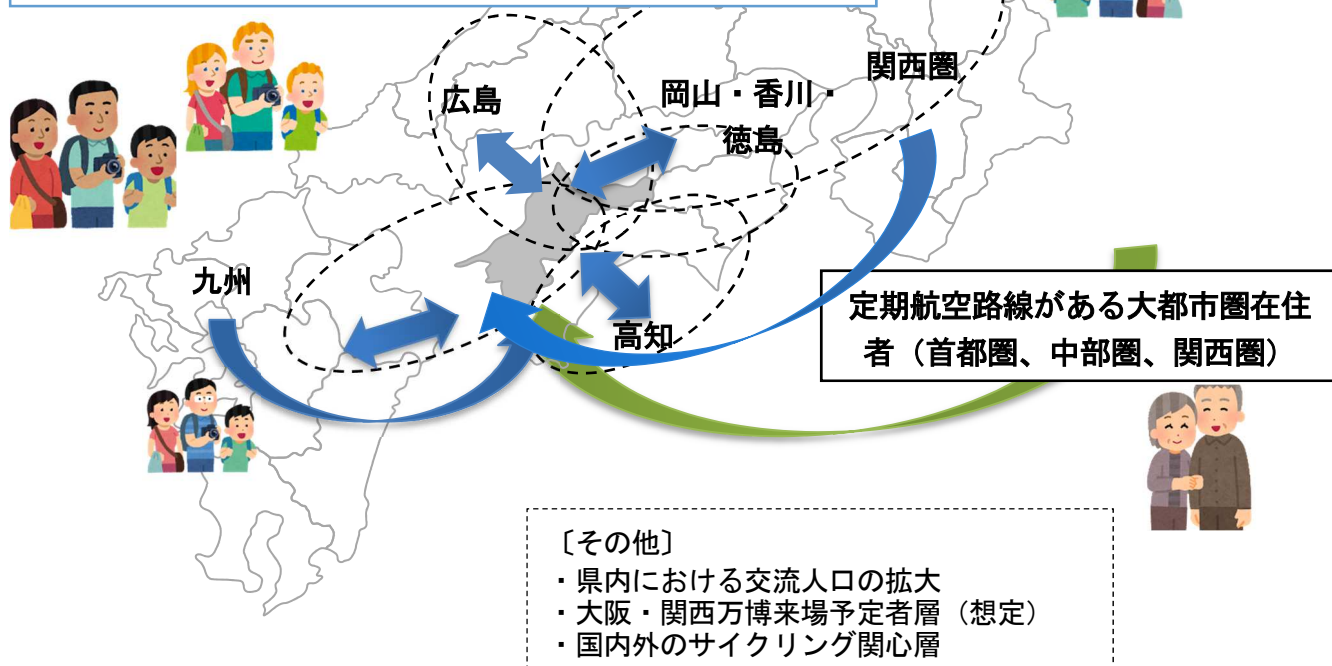 関西圏
広島
岡山・香川・
徳島
九州
定期航空路線がある大都市圏在住
者（首都圏、中部圏、関西圏）
高知
〔その他〕
・県内における交流人口の拡大
・大阪・関西万博来場予定者層（想定）
・国内外のサイクリング関心層